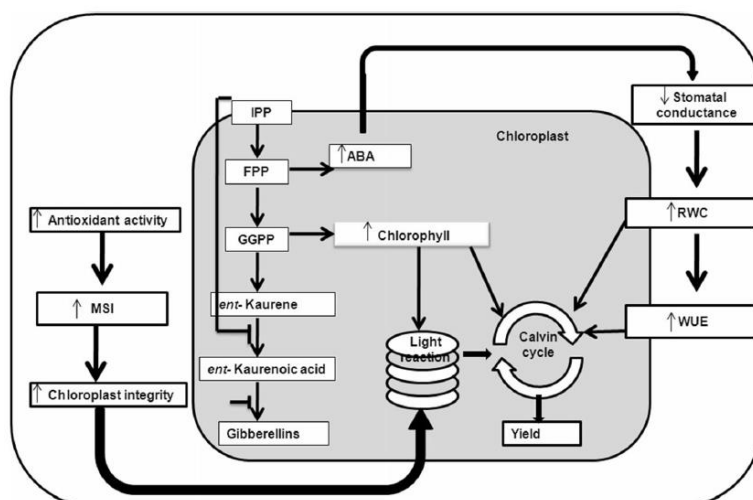 IPP
Chloroplast
↓ Stomatal
conductance
↑ABA
FPP
↑ Antioxidant activity
↑ RWC
↑ Chlorophyll
GGPP
↑ MSI
ent- Kaurene
↑ WUE
Light
reaction
Calvin
cycle
ent- Kaurenoic acid
↑ Chloroplast integrity
Gibberellins
Yield